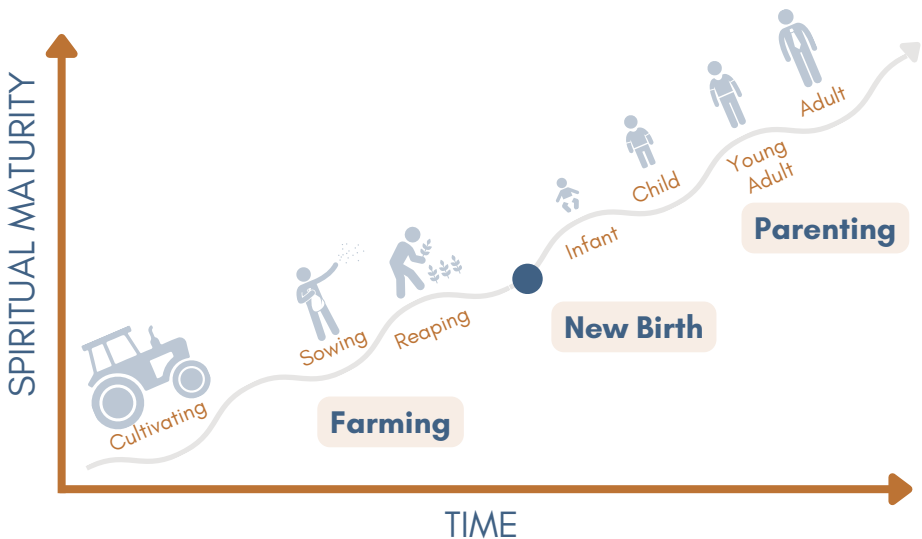 SPIRITUAL MATURITY
Cultivating
Sowing
Reaping
Farming
Infant
Child
Young
Adult
Adult
New Birth
Parenting
TIME